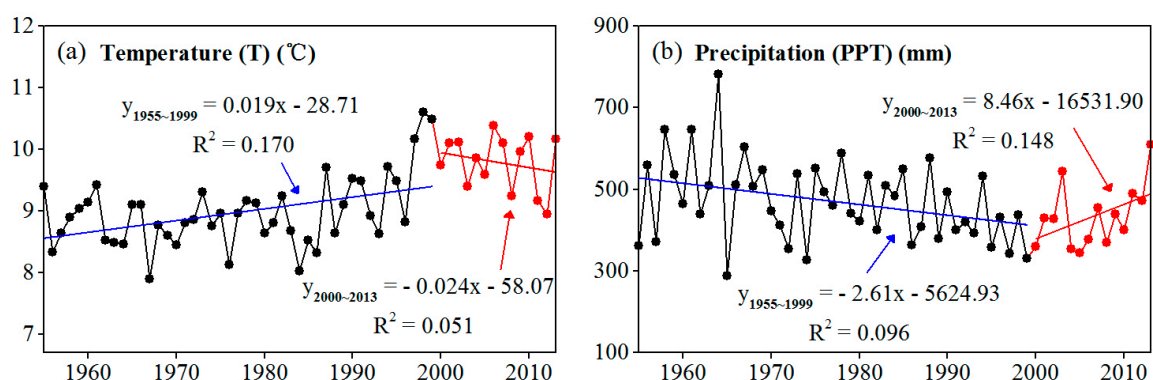 (a) Temperature (T) (℃)
12
11
10
9
8
7
y1955~1999 = 0.019x - 28.71
R² = 0.170
y2000~2013 = - 0.024x - 58.07
R² = 0.051
1960 1970 1980 1990 2000 2010
(b) Precipitation (PPT) (mm)
900
700
500
300
100
y2000~2013 = 8.46x - 16531.90
R² = 0.148
y1955~1999 = - 2.61x - 5624.93
R² = 0.096
1960 1970 1980 1990 2000 2010